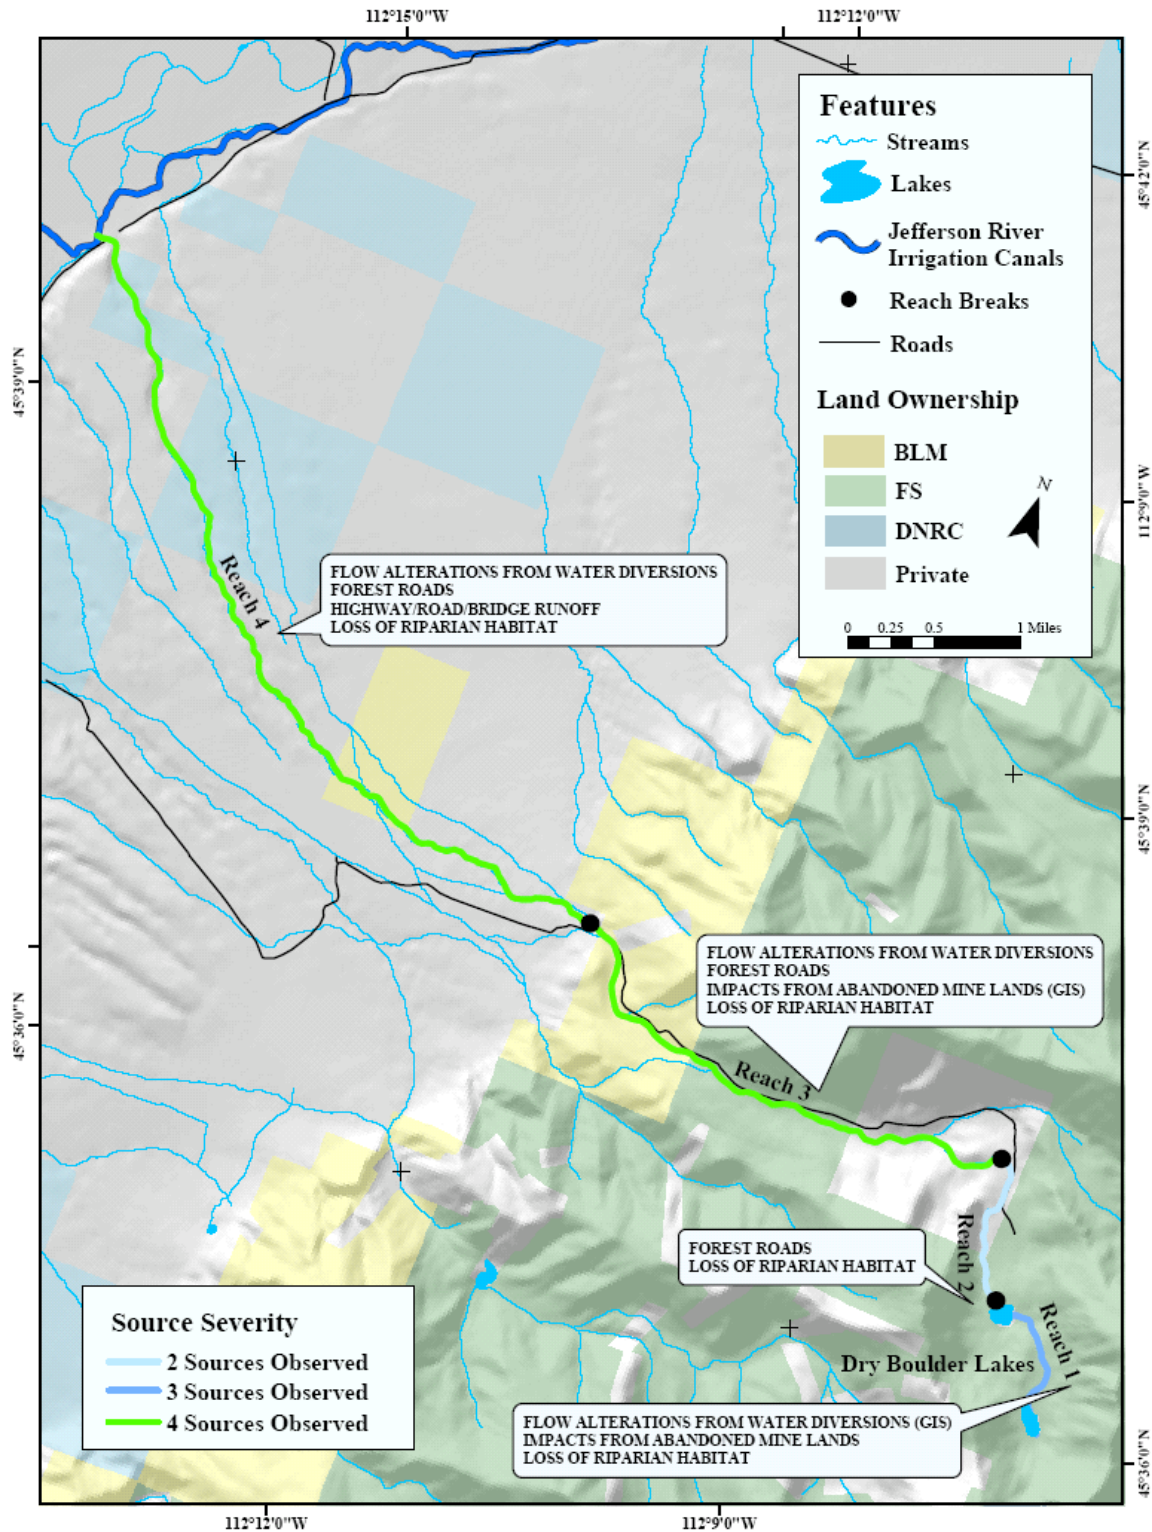 112°15'0"W
112°12'0"W
Features
Streams
Lakes
Jefferson River
Irrigation Canals
Reach Breaks
Roads
Land Ownership
BLM
FS
DNRC
Private
N
0 0.25 0.5 1 Miles
45°42'0"N
45°39'0"N
112°9'0"W
Reach 4
FLOW ALTERATIONS FROM WATER DIVERSIONS
FOREST ROADS
HIGHWAY/ROAD/BRIDGE RUNOFF
LOSS OF RIPARIAN HABITAT
45°39'0"N
FLOW ALTERATIONS FROM WATER DIVERSIONS
FOREST ROADS
IMPACTS FROM ABANDONED MINE LANDS (GIS)
LOSS OF RIPARIAN HABITAT
45°36'0"N
Reach 3
Reach 2
FOREST ROADS
LOSS OF RIPARIAN HABITAT
Reach 1
Dry Boulder Lakes
Source Severity
2 Sources Observed
3 Sources Observed
4 Sources Observed
FLOW ALTERATIONS FROM WATER DIVERSIONS (GIS)
IMPACTS FROM ABANDONED MINE LANDS
LOSS OF RIPARIAN HABITAT
45°36'0"N
112°12'0"W
112°9'0"W